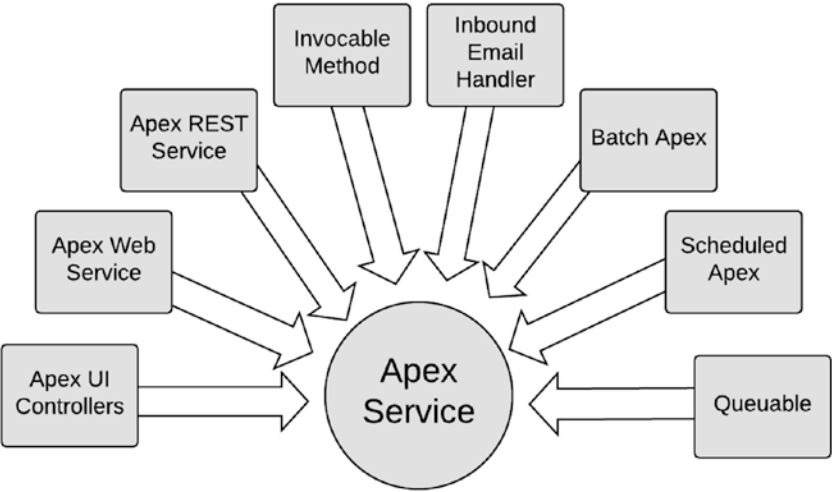 Invocable
Method
Inbound
Email
Handler
Apex REST
Service
Batch Apex
Apex Web
Service
Scheduled
Apex
Apex UI
Controllers
Apex
Service
Queuable